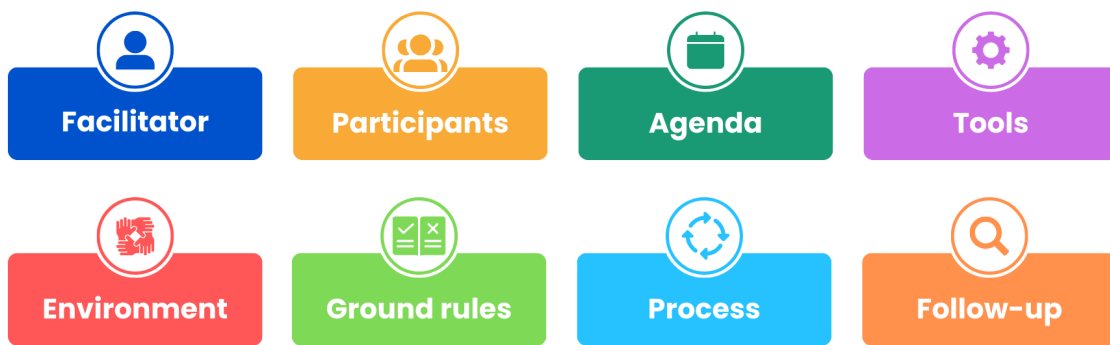 Facilitator
Participants
Agenda
Tools
Environment
Ground rules
Process
Follow-up